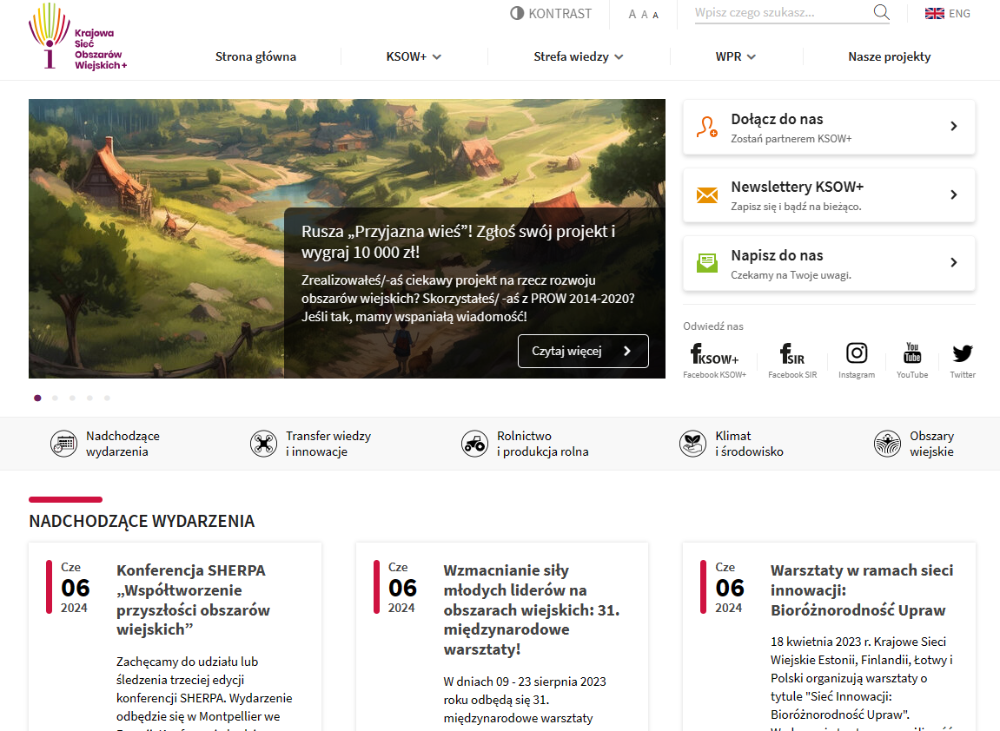 Krajowa
Sieć
Obszarów
Wiejskich+
KONTRAST
A A A
Wpisz czego szukasz...
ENG
Strona główna
KSOW+
Strefa wiedzy
WPR
Nasze projekty
Rusza „Przyjazna wieś”! Zgłoś swój projekt i
wygraj 10 000 zł!
Zrealizowałeś/-aś ciekawy projekt na rzecz rozwoju
obszarów wiejskich? Skorzystałeś/ -aś z PROW 2014-2020?
Jeśli tak, mamy wspaniałą wiadomość!
Czytaj więcej
Dołącz do nas
Zostań partnerem KSOW+
Newslettery KSOW+
Zapisz się i bądź na bieżąco.
Napisz do nas
Czekamy na Twoje uwagi.
Odwiedź nas
KSOW+
SIR
You
Tube
Facebook KSOW+
Facebook SIR
Instagram
YouTube
Twitter
Nadchodzące
wydarzenia
Transfer wiedzy
i innowacje
Rolnictwo
i produkcja rolna
Klimat
i środowisko
Obszary
wiejskie
NADCHODZĄCE WYDARZENIA
Cze
06
2024
Konferencja SHERPA
„Współtworzenie
przyszłości obszarów
wiejskich”
Zachęcamy do udziału lub
śledzenia trzeciej edycji
konferencji SHERPA. Wydarzenie
odbędzie się w Montpellier we
Cze
06
2024
Wzmacnianie siły
młodych liderów na
obszarach wiejskich: 31.
międzynarodowe
warsztaty!
W dniach 09 - 23 sierpnia 2023
roku odbędą się 31.
międzynarodowe warsztaty
Cze
06
2024
Warsztaty w ramach sieci
innowacji:
Bioróżnorodność Upraw
18 kwietnia 2023 r. Krajowe Sieci
Wiejskie Estonii, Finlandii, Łotwy i
Polski organizują warsztaty o
tytule "Sieć Innowacji:
Bioróżnorodność Upraw".